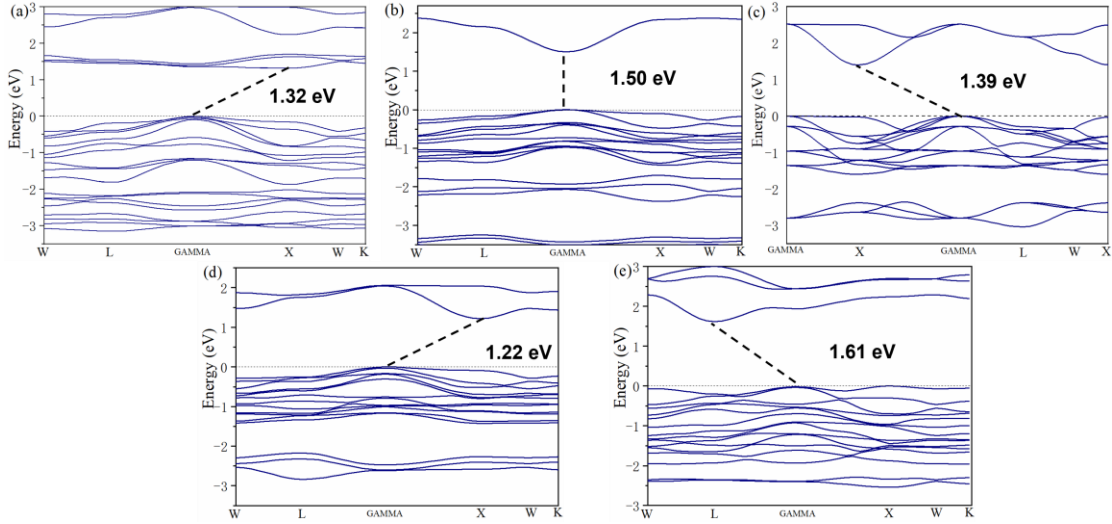 (a)
Energy (eV)
3
2
1
0
−1
−2
−3
1.32 eV
W L GAMMA X W K
(b)
Energy (eV)
3
2
1
0
−1
−2
−3
1.50 eV
W L GAMMA X W K
(c)
Energy (eV)
3
2
1
0
−1
−2
−3
1.39 eV
GAMMA X GAMMA L W X
(d)
Energy (eV)
2
1
0
−1
−2
−3
1.22 eV
W L GAMMA X W K
(e)
Energy (eV)
3
2
1
0
−1
−2
−3
1.61 eV
W L GAMMA X W K